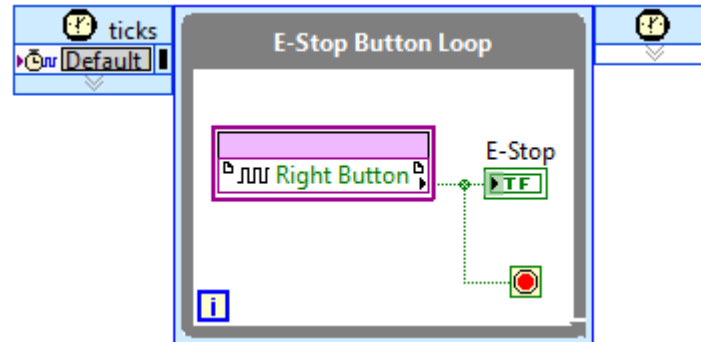 ticks
Default
E-Stop Button Loop
Right Button
E-Stop
TF
i